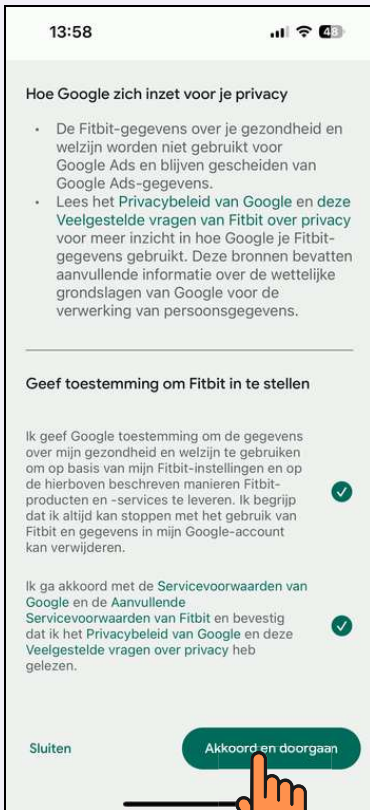 13:58
48
Hoe Google zich inzet voor je privacy
• De Fitbit-gegevens over je gezondheid en
welzijn worden niet gebruikt voor
Google Ads en blijven gescheiden van
Google Ads-gegevens.
• Lees het Privacybeleid van Google en deze
Veelgestelde vragen van Fitbit over privacy
voor meer inzicht in hoe Google je Fitbit-
gegevens gebruikt. Deze bronnen bevatten
aanvullende informatie over de wettelijke
grondslagen van Google voor de
verwerking van persoonsgegevens.
Geef toestemming om Fitbit in te stellen
Ik geef Google toestemming om de gegevens
over mijn gezondheid en welzijn te gebruiken
om op basis van mijn Fitbit-instellingen en op
de hierboven beschreven manieren Fitbit-
producten en -services te leveren. Ik begrijp
dat ik altijd kan stoppen met het gebruik van
Fitbit en gegevens in mijn Google-account
kan verwijderen.
Ik ga akkoord met de Servicevoorwaarden van
Google en de Aanvullende
Servicevoorwaarden van Fitbit en bevestig
dat ik het Privacybeleid van Google en deze
Veelgestelde vragen over privacy heb
gelezen.
Sluiten
Akkoord en doorgaan